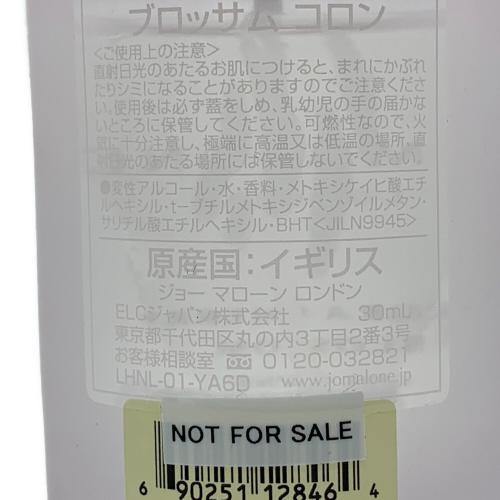 ブロッサム コロン
<ご使用上の注意>
直射日光のあたるお肌につけると、まれにかぶれ
たりシミになることがありますのでご注意くださ
い。使用後は必ず蓋をしめ、乳幼児の手の届かな
いところに保管してください。可燃性なので、火
気に十分注意し、極端に高温又は低温の場所、直
射日光のあたる場所には保管しないでください。
●変性アルコール・水・香料・メトキシケイヒ酸エチ
ルヘキシル・t-ブチルメトキシジベンゾイルメタン・
サリチル酸エチルヘキシル・BHT<JILN9945>
原産国：イギリス
ジョー マローン ロンドン
ELCジャパン株式会社 30mL
東京都千代田区丸の内3丁目2番3号
お客様相談室 0120-032821
LHNL-01-YA6D www.jomalone.jp
NOT FOR SALE
6 90251 12846 4